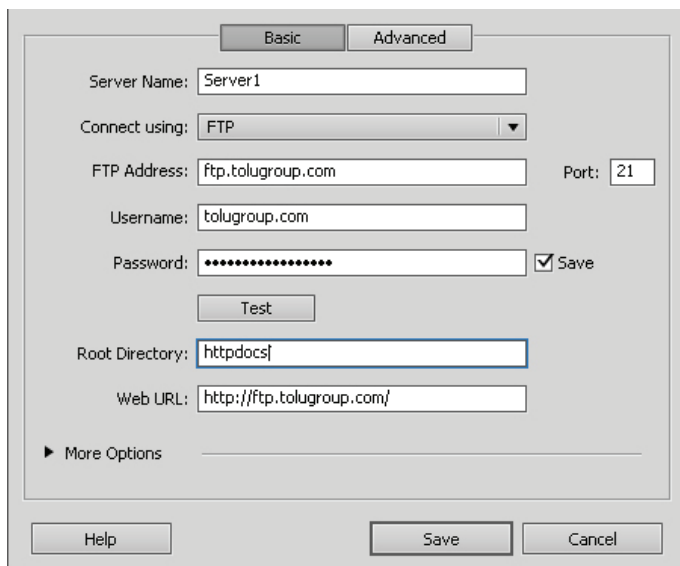 Basic Advanced
Server Name: Server1
Connect using: FTP
FTP Address: ftp.tolugroup.com Port: 21
Username: tolugroup.com
Password: ••••••••••••••••• Save
Test
Root Directory: httpdocs
Web URL: http://ftp.tolugroup.com/
More Options
Help Save Cancel